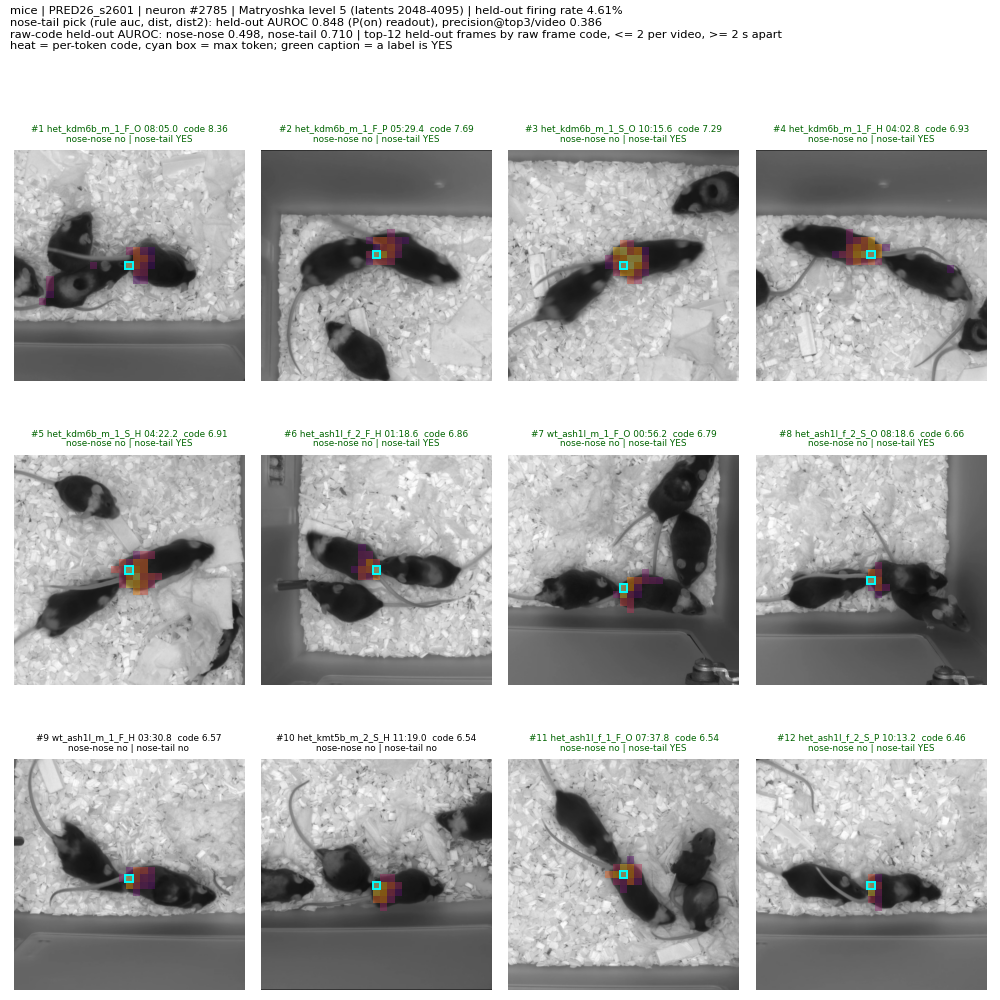 mice | PRED26_s2601 | neuron #2785 | Matryoshka level 5 (latents 2048-4095) | held-out firing rate 4.61%
nose-tail pick (rule auc, dist, dist2): held-out AUROC 0.848 (P(on) readout), precision@top3/video 0.386
raw-code held-out AUROC: nose-nose 0.498, nose-tail 0.710 | top-12 held-out frames by raw frame code, <= 2 per video, >= 2 s apart
heat = per-token code, cyan box = max token; green caption = a label is YES
#1 het_kdm6b_m_1_F_O 08:05.0 code 8.36
nose-nose no | nose-tail YES
#2 het_kdm6b_m_1_F_P 05:29.4 code 7.69
nose-nose no | nose-tail YES
#3 het_kdm6b_m_1_S_O 10:15.6 code 7.29
nose-nose no | nose-tail YES
#4 het_kdm6b_m_1_F_H 04:02.8 code 6.93
nose-nose no | nose-tail YES
#5 het_kdm6b_m_1_S_H 04:22.2 code 6.91
nose-nose no | nose-tail YES
#6 het_ash1l_f_2_F_H 01:18.6 code 6.86
nose-nose no | nose-tail YES
#7 wt_ash1l_m_1_F_O 00:56.2 code 6.79
nose-nose no | nose-tail YES
#8 het_ash1l_f_2_S_O 08:18.6 code 6.66
nose-nose no | nose-tail YES
#9 wt_ash1l_m_1_F_H 03:30.8 code 6.57
nose-nose no | nose-tail no
#10 het_kmt5b_m_2_S_H 11:19.0 code 6.54
nose-nose no | nose-tail no
#11 het_ash1l_f_1_F_O 07:37.8 code 6.54
nose-nose no | nose-tail YES
#12 het_ash1l_f_2_S_P 10:13.2 code 6.46
nose-nose no | nose-tail YES